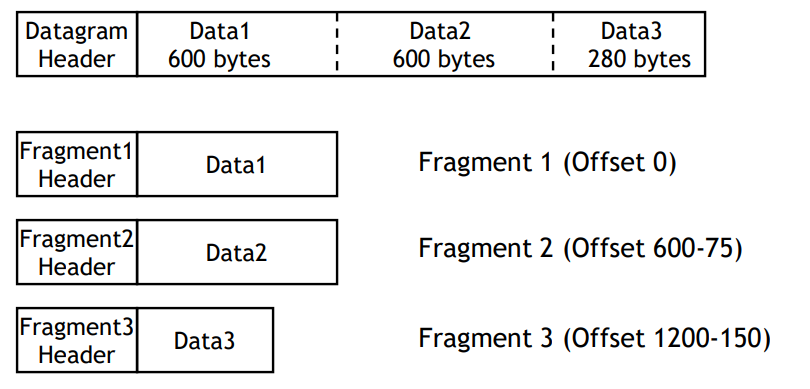 Datagram Header
Data1
600 bytes
Data2
600 bytes
Data3
280 bytes
Fragment1 Header
Data1
Fragment 1 (Offset 0)
Fragment2 Header
Data2
Fragment 2 (Offset 600-75)
Fragment3 Header
Data3
Fragment 3 (Offset 1200-150)